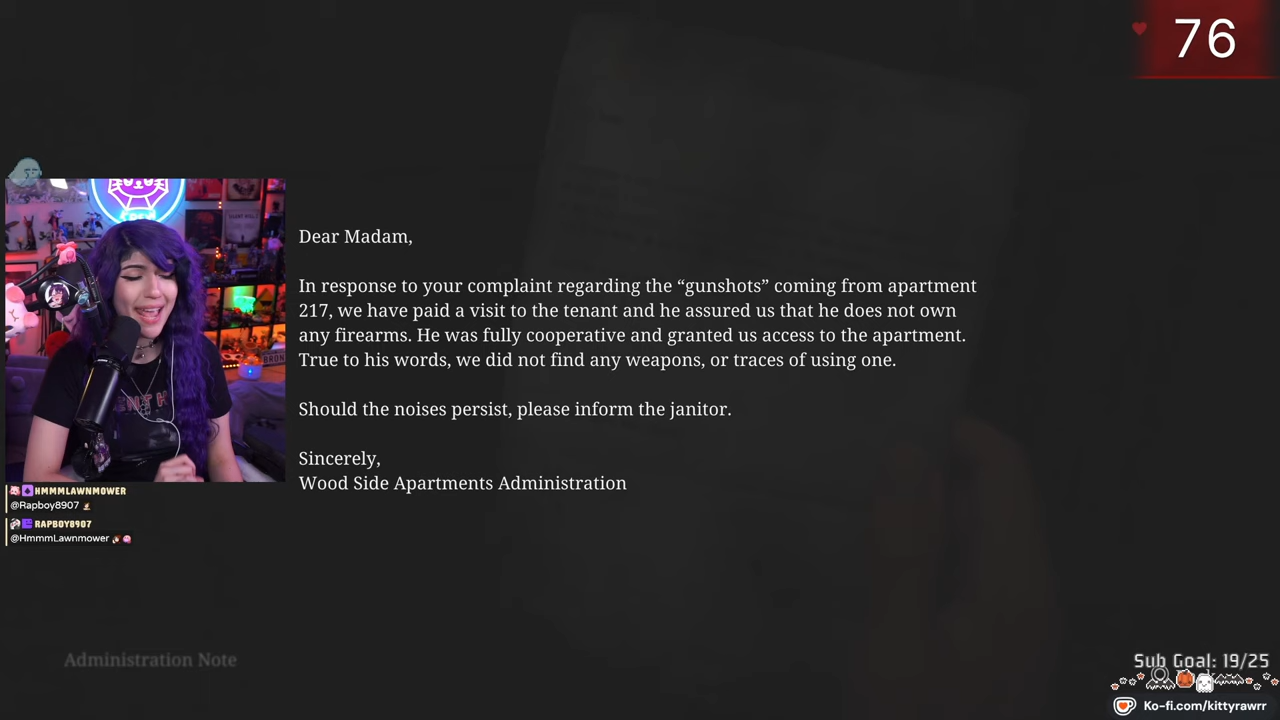 76
Dear Madam,
In response to your complaint regarding the “gunshots” coming from apartment
217, we have paid a visit to the tenant and he assured us that he does not own
any firearms. He was fully cooperative and granted us access to the apartment.
True to his words, we did not find any weapons, or traces of using one.
Should the noises persist, please inform the janitor.
Sincerely,
Wood Side Apartments Administration
HMMMLAWNMOWER
@Rapboy8907
RAPBOY8907
@HmmmLawnmower
Administration Note
Sub Goal: 19/25
Ko-fi.com/kittyrawrr